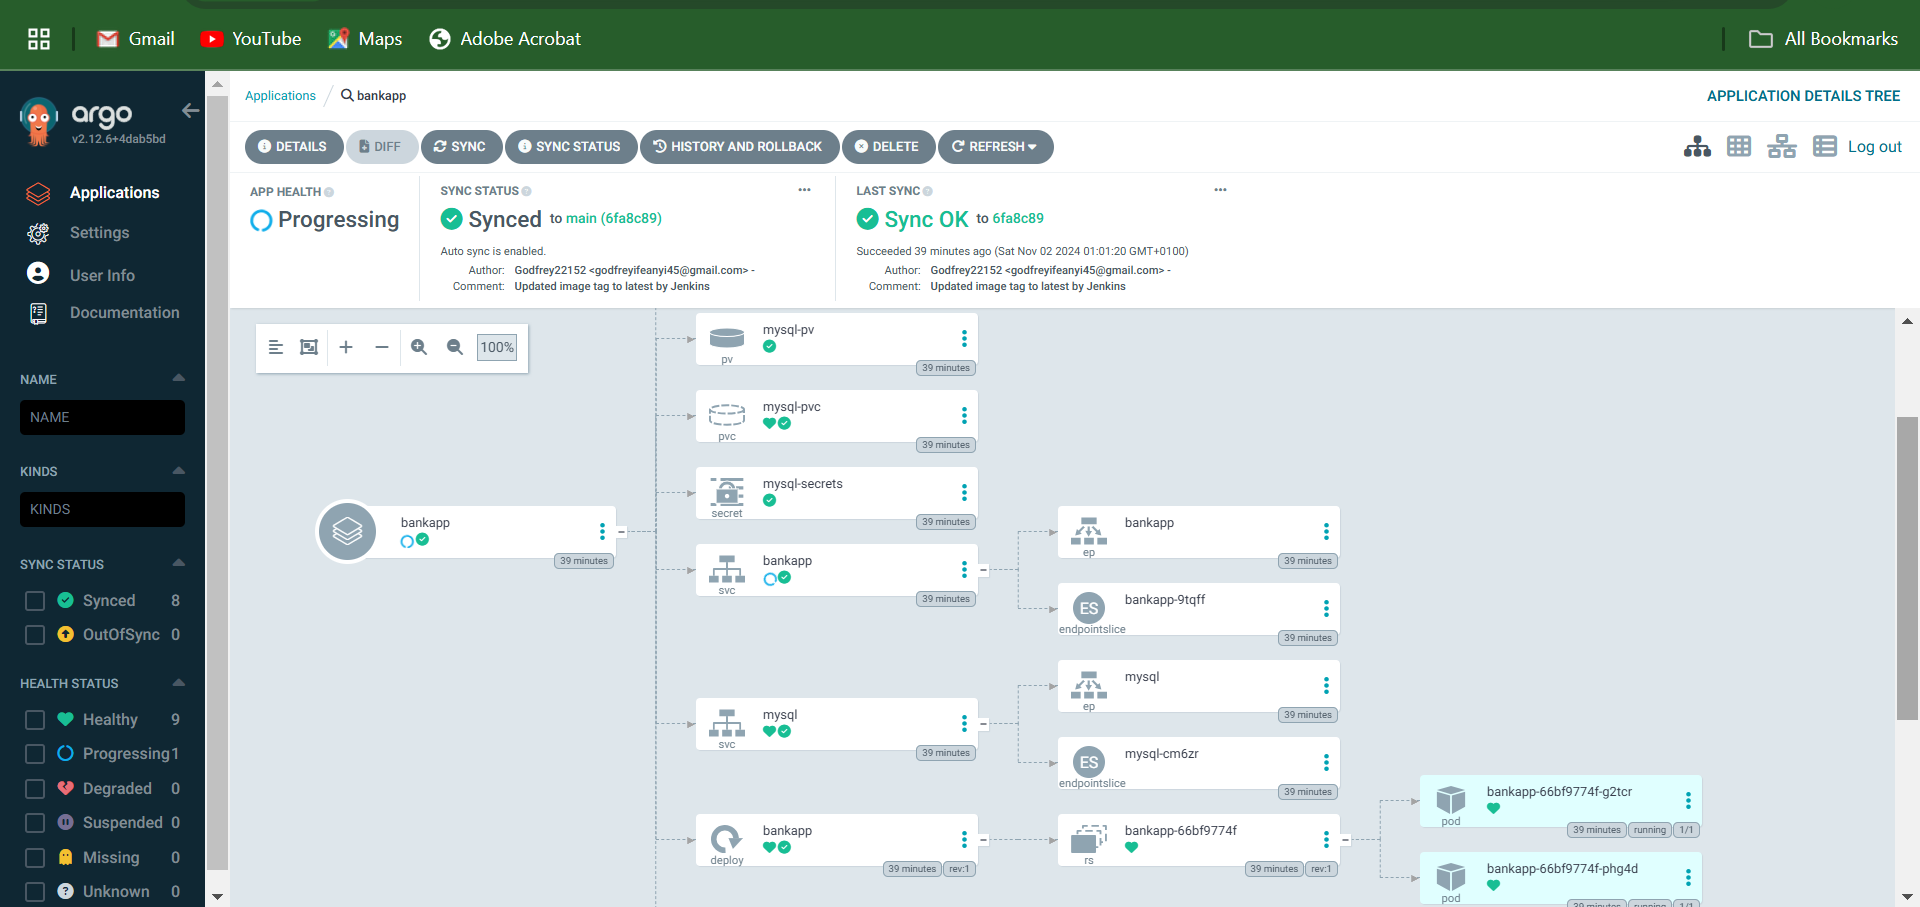 Gmail
YouTube
Maps
Adobe Acrobat
All Bookmarks
argo
v2.12.6+4dab5bd
Applications
Settings
User Info
Documentation
NAME
NAME
KINDS
KINDS
SYNC STATUS
Synced 8
OutOfSync 0
HEALTH STATUS
Healthy 9
Progressing 1
Degraded 0
Suspended 0
Missing 0
Unknown 0
Applications / bankapp
APPLICATION DETAILS TREE
DETAILS
DIFF
SYNC
SYNC STATUS
HISTORY AND ROLLBACK
DELETE
REFRESH
Log out
APP HEALTH
Progressing
SYNC STATUS
Synced to main (6fa8c89)
Auto sync is enabled.
Author: Godfrey22152 <godfreyifeanyi45@gmail.com> -
Comment: Updated image tag to latest by Jenkins
LAST SYNC
Sync OK to 6fa8c89
Succeeded 39 minutes ago (Sat Nov 02 2024 01:01:20 GMT+0100)
Author: Godfrey22152 <godfreyifeanyi45@gmail.com> -
Comment: Updated image tag to latest by Jenkins
100%
bankapp
39 minutes
mysql-pv
pv
39 minutes
mysql-pvc
pvc
39 minutes
mysql-secrets
secret
39 minutes
bankapp
svc
39 minutes
bankapp
ep
39 minutes
bankapp-9tqff
ES
endpointslice
39 minutes
mysql
svc
39 minutes
mysql
ep
39 minutes
mysql-cm6zr
ES
endpointslice
39 minutes
bankapp
deploy
39 minutes rev:1
bankapp-66bf9774f
rs
39 minutes rev:1
bankapp-66bf9774f-g2tcr
pod
39 minutes running 1/1
bankapp-66bf9774f-phg4d
pod
39 minutes running 1/1